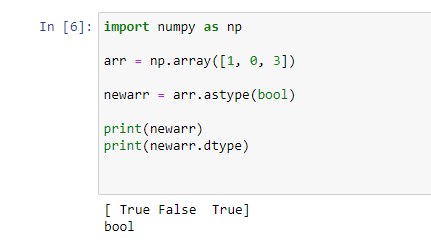 In [6]: import numpy as np
arr = np.array([1, 0, 3])
newarr = arr.astype(bool)
print(newarr)
print(newarr.dtype)
[ True False  True]
bool